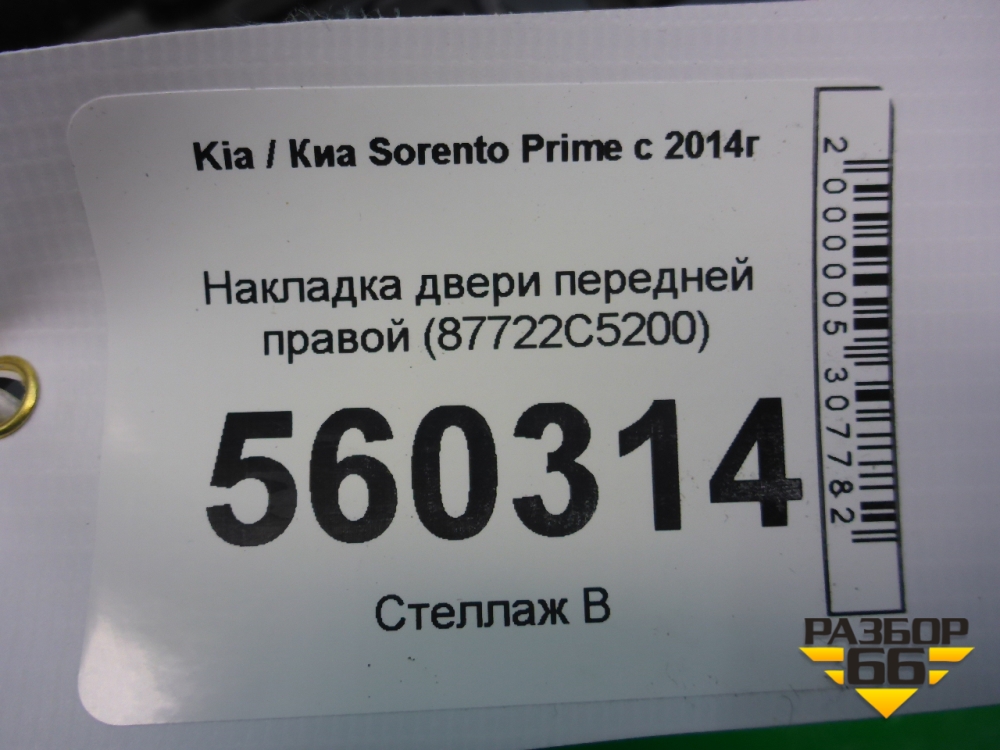 Kia / Киа Sorento Prime с 2014г
Накладка двери передней
правой (87722C5200)
560314
Стеллаж В
2000005307782
РАЗБОР
66